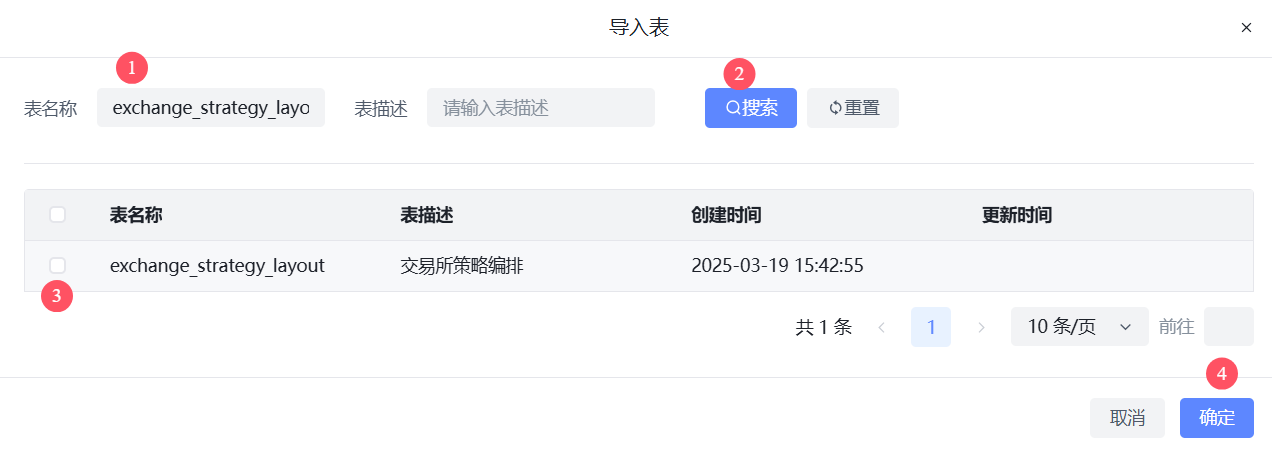 导入表
×
1
2
表名称 exchange_strategy_layo 表描述 请输入表描述 搜索 重置
表名称 表描述 创建时间 更新时间
exchange_strategy_layout 交易所策略编排 2025-03-19 15:42:55
3
共 1 条 < 1 > 10 条/页 前往
4
取消 确定